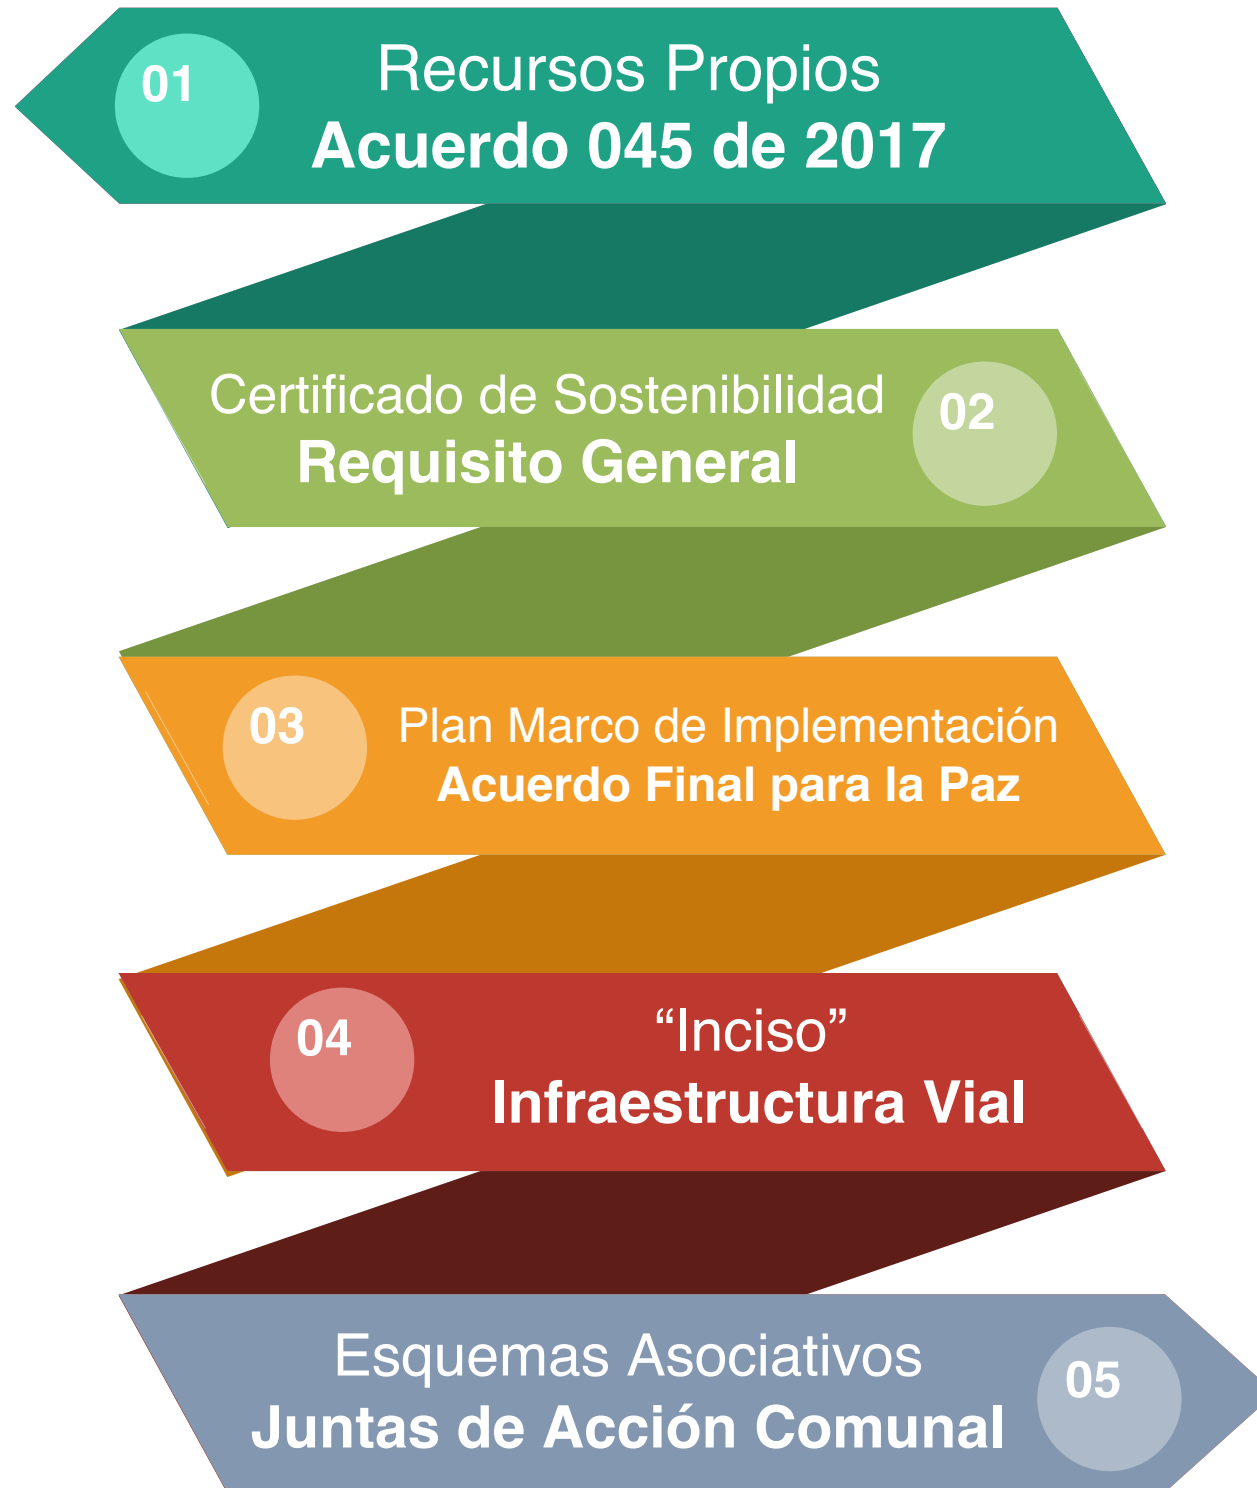 01
Recursos Propios
Acuerdo 045 de 2017
Certificado de Sostenibilidad
Requisito General
02
03
Plan Marco de Implementación
Acuerdo Final para la Paz
04
“Inciso”
Infraestructura Vial
Esquemas Asociativos
Juntas de Acción Comunal
05